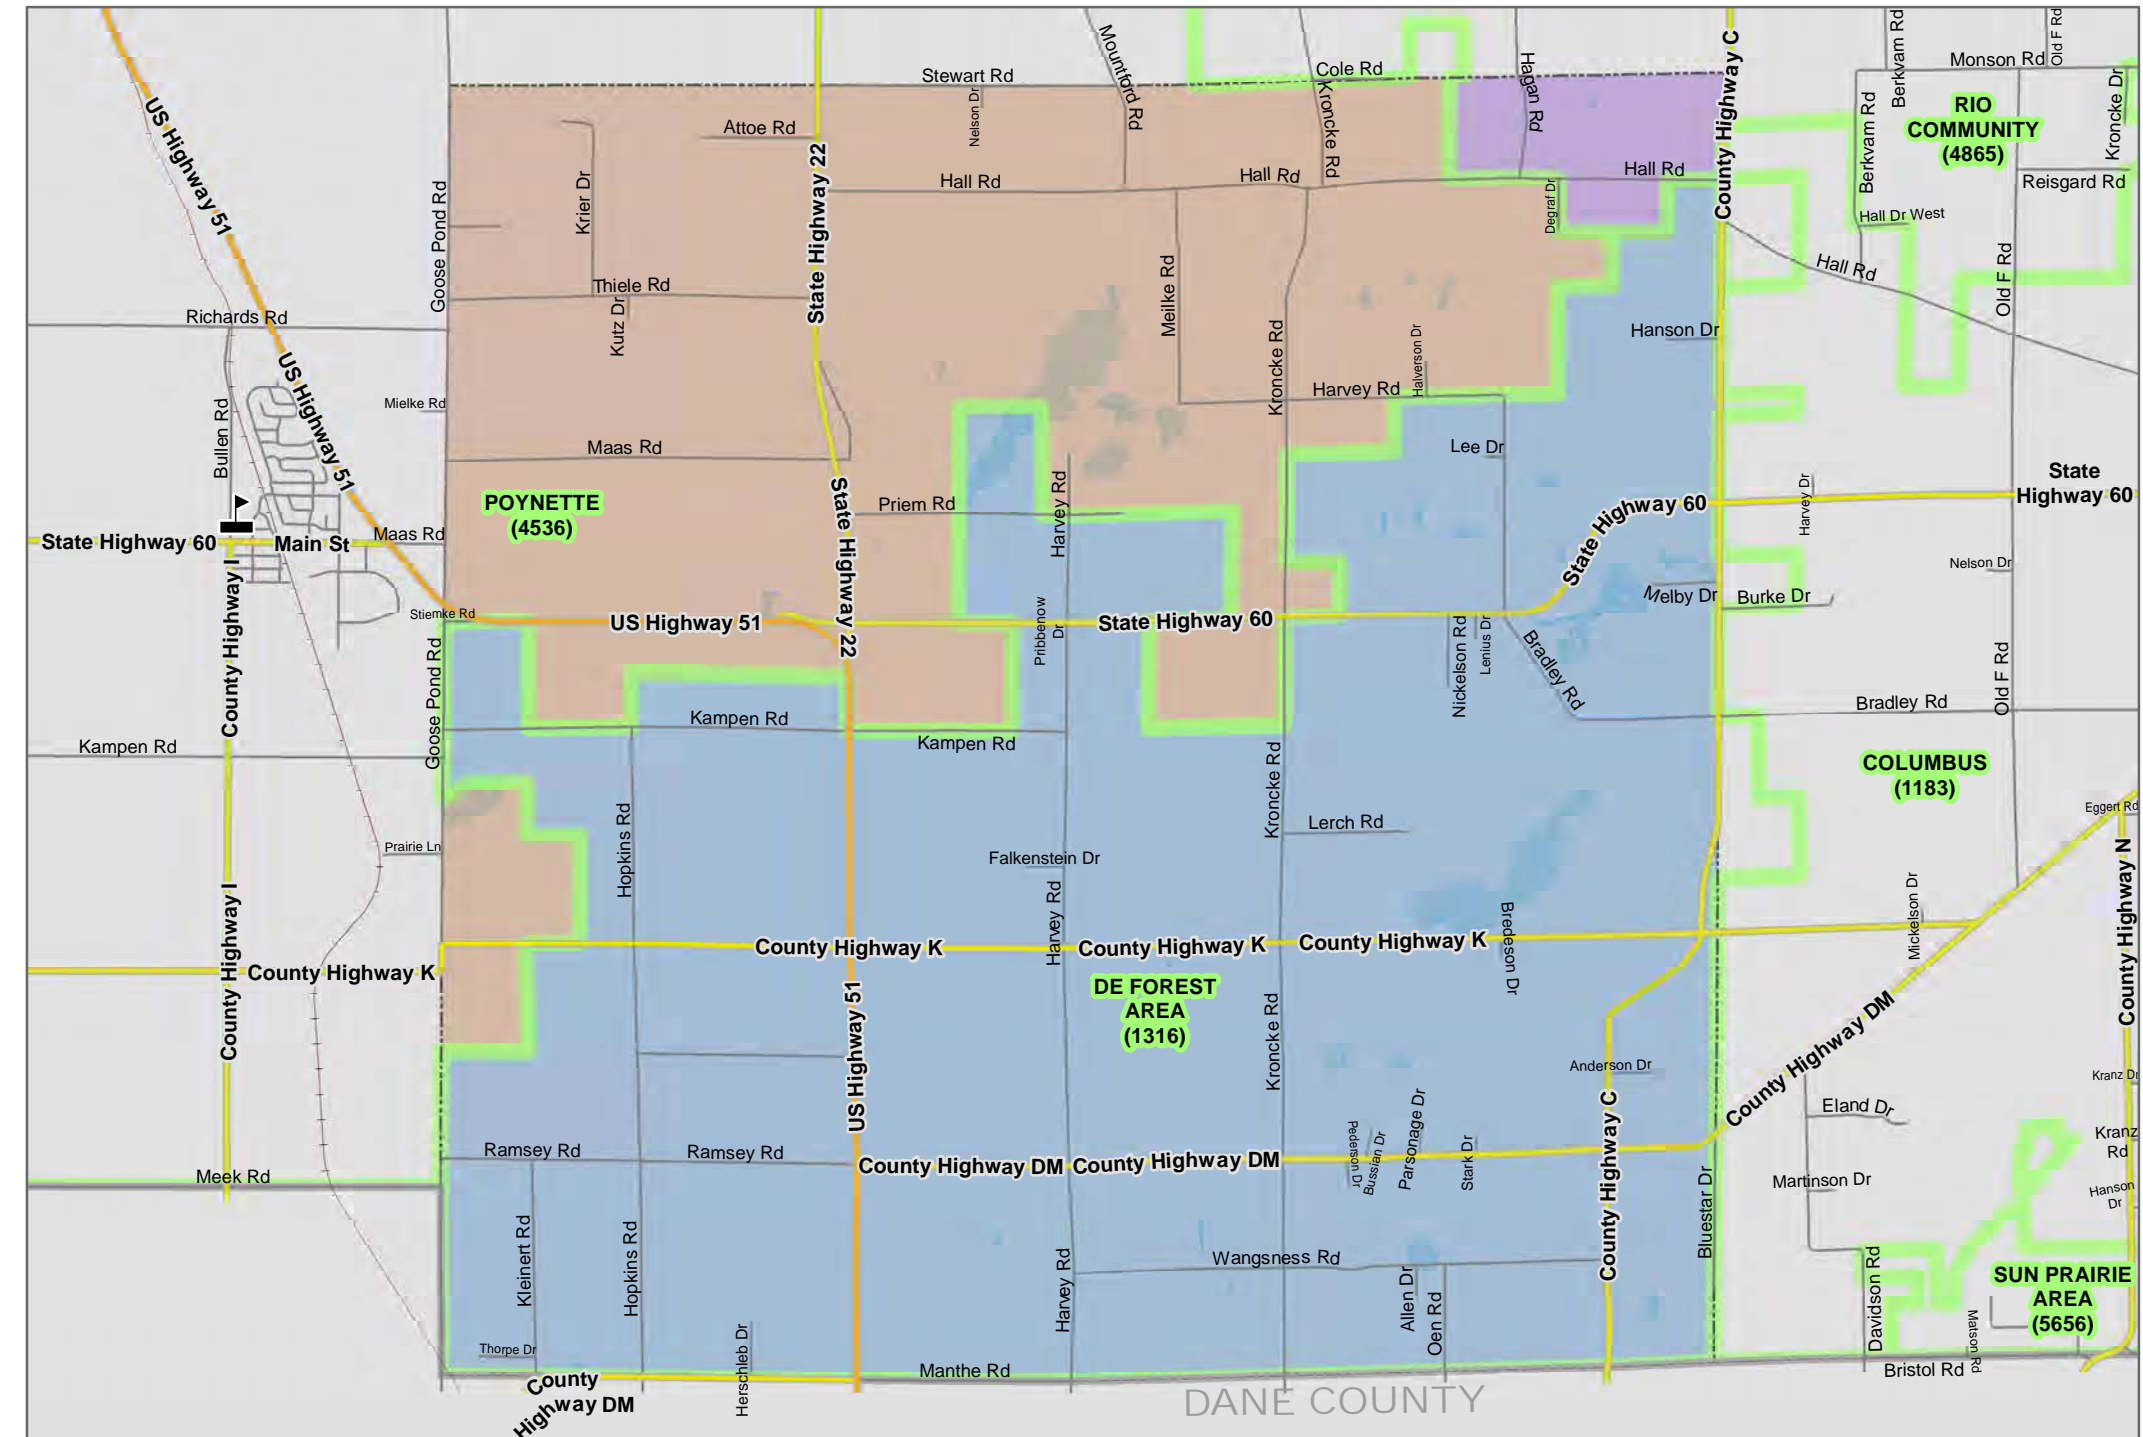 Stewart Rd
Cole Rd
Mountford Rd
Kroncke Rd
Hagan Rd
County Highway C
Berkvam Rd
Old F Rd
Monson Rd
Kroncke Dr
RIO
COMMUNITY
(4865)
US Highway 51
Attoe Rd
Nelson Dr
State Highway 22
Goose Pond Rd
Krier Dr
Hall Rd
Hall Rd
Hall Rd
Degraf Dr
Berkvam Rd
Reisgard Rd
Hall Dr West
Hall Rd
Old F Rd
Thiele Rd
Kutz Dr
Meilke Rd
Kroncke Rd
Halverson Dr
Hanson Dr
Richards Rd
US Highway 51
Bullen Rd
Mielke Rd
Harvey Rd
Maas Rd
Lee Dr
POYNETTE
(4536)
State Highway 22
Priem Rd
Harvey Rd
State Highway 60
Harvey Dr
State
Highway 60
State Highway 60
Main St
Maas Rd
County Highway I
Nelson Dr
Melby Dr
Burke Dr
Stiemke Rd
US Highway 51
Pribbenow
Dr
State Highway 60
Nickelson Rd
Lenius Dr
Bradley Rd
Old F Rd
Bradley Rd
Goose Pond Rd
Kampen Rd
Kampen Rd
Kampen Rd
Kroncke Rd
COLUMBUS
(1183)
Eggert Rd
Hopkins Rd
Lerch Rd
Prairie Ln
Falkenstein Dr
Harvey Rd
Bredeson Dr
Mickelson Dr
County Highway N
County Highway I
County Highway K
County Highway K
County Highway K
County Highway K
DE FOREST
AREA
(1316)
US Highway 51
Kroncke Rd
County Highway DM
Anderson Dr
Kranz Dr
County Highway C
Eland Dr
Kranz
Rd
Ramsey Rd
Ramsey Rd
County Highway DM
County Highway DM
Pederson Dr
Bussian Dr
Parsonage Dr
Stark Dr
Bluestar Dr
Martinson Dr
Hanson
Dr
Meek Rd
Kleinert Rd
Hopkins Rd
Harvey Rd
Wangsness Rd
Allen Dr
Oen Rd
Davidson Rd
SUN PRAIRIE
AREA
(5656)
Matson Rd
Thorpe Dr
Herschleb Dr
Manthe Rd
Bristol Rd
County
Highway DM
DANE COUNTY